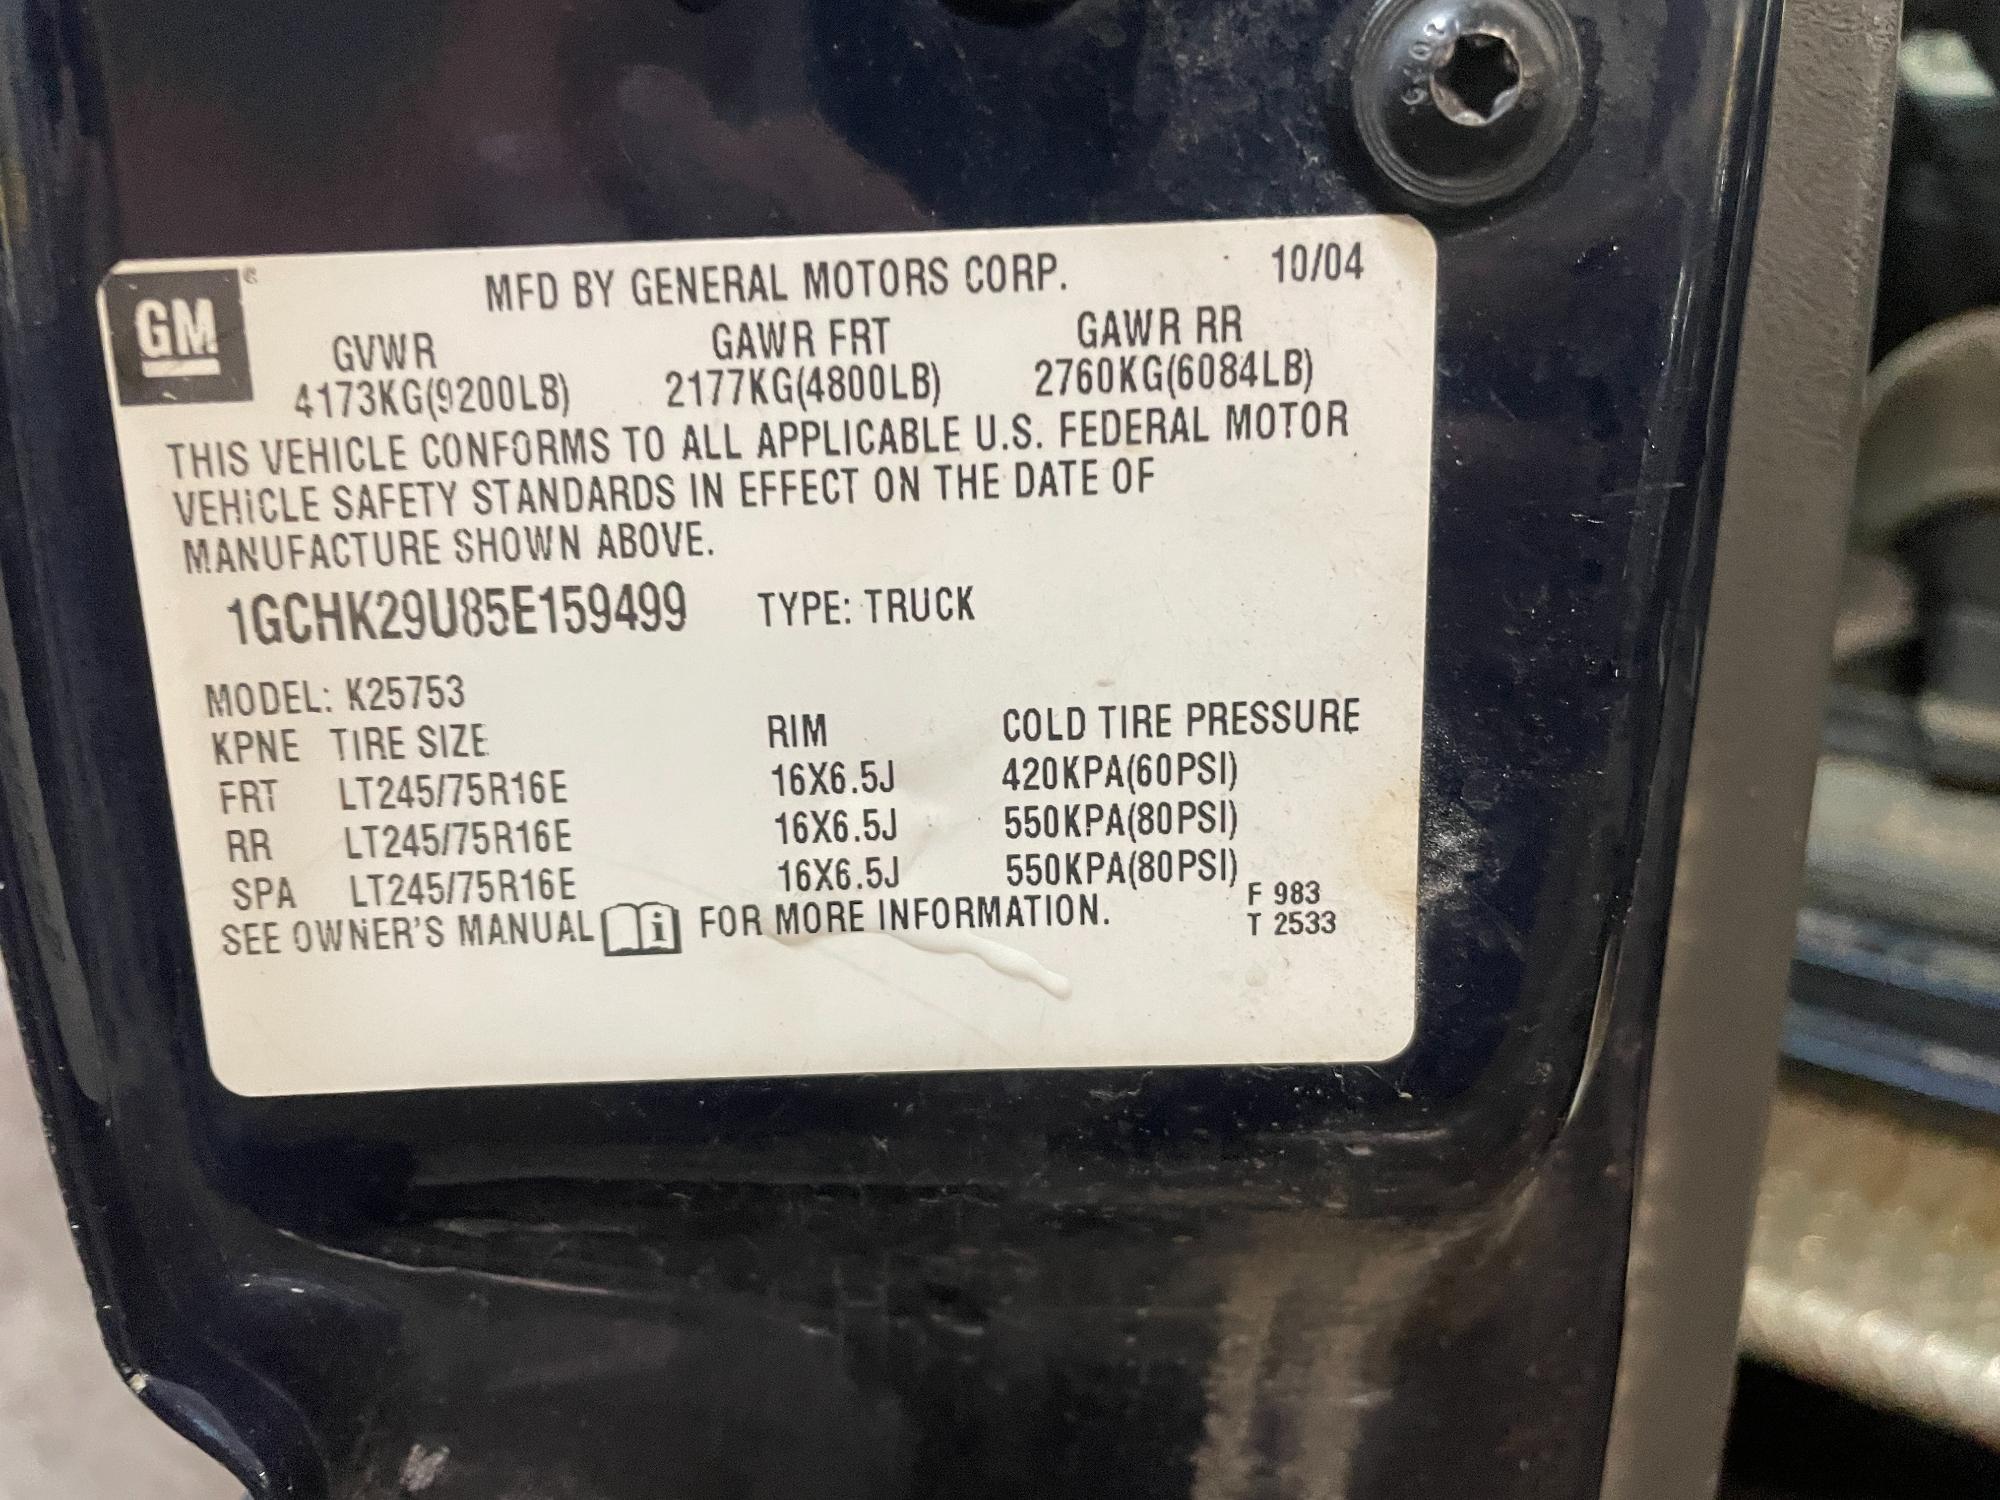 GM ®
MFD BY GENERAL MOTORS CORP. 10/04
GVWR GAWR FRT GAWR RR
4173KG(9200LB) 2177KG(4800LB) 2760KG(6084LB)
THIS VEHICLE CONFORMS TO ALL APPLICABLE U.S. FEDERAL MOTOR
VEHICLE SAFETY STANDARDS IN EFFECT ON THE DATE OF
MANUFACTURE SHOWN ABOVE.
1GCHK29U85E159499 TYPE: TRUCK
MODEL: K25753
KPNE TIRE SIZE RIM COLD TIRE PRESSURE
FRT LT245/75R16E 16X6.5J 420KPA(60PSI)
RR LT245/75R16E 16X6.5J 550KPA(80PSI)
SPA LT245/75R16E 16X6.5J 550KPA(80PSI)
F 983
SEE OWNER'S MANUAL i FOR MORE INFORMATION. T 2533